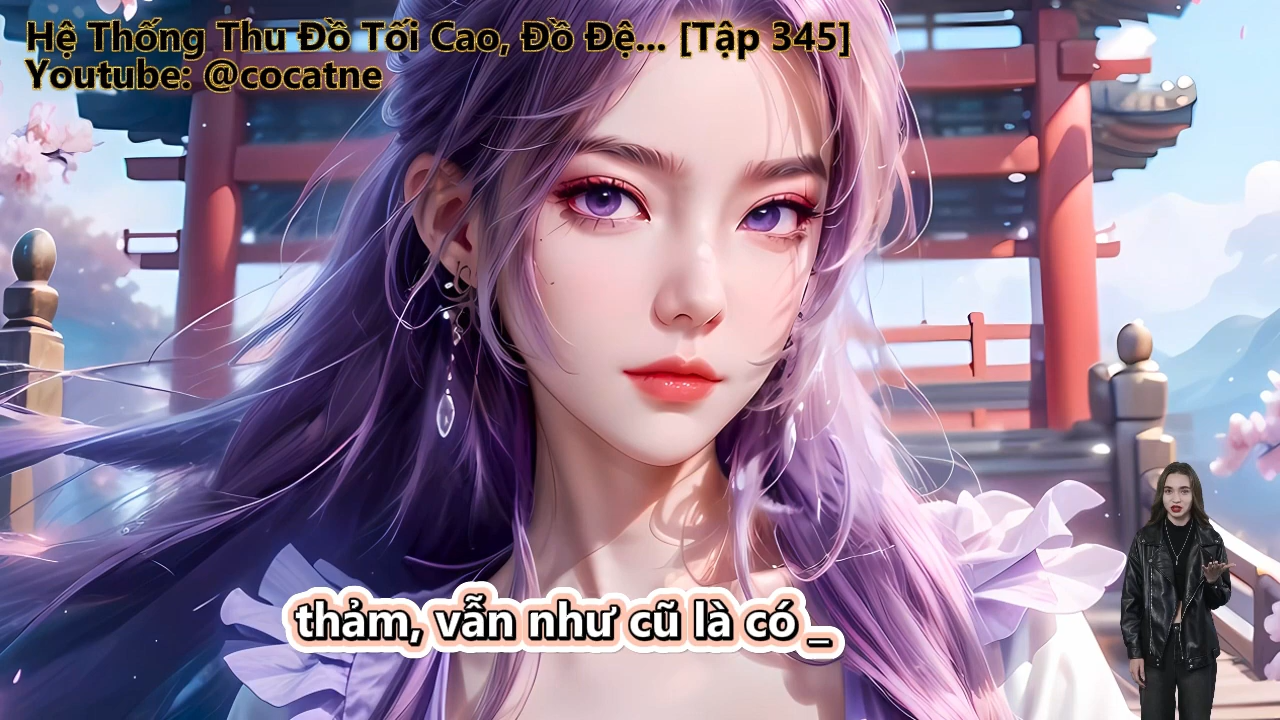 Hệ Thống Thu Đồ Tối Cao, Đồ Đệ... [Tập 345]
Youtube: @cocatne
thảm, vẫn như cũ là có _